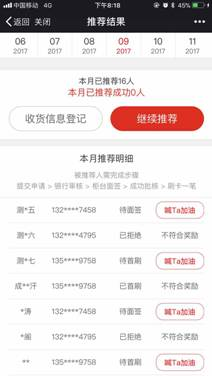 中国移动 4G 下午8:18
返回 关闭 推荐结果
06 07 08 09 10 11
2017 2017 2017 2017 2017 2017
本月已推荐16人
本月已推荐成功0人
收货信息登记 继续推荐
本月推荐明细
被推荐人需完成步骤
提交申请 > 银行审核 > 柜台面签 > 成功批核 > 刷卡一笔
测*五 132****7458 待面签 喊Ta加油
测*六 132****4795 已拒绝 不符合奖励
测*七 135****9758 待首刷 喊Ta加油
成**汗 135****9758 已拒绝 不符合奖励
*涛 132****7458 待面签 喊Ta加油
*阁 132****4795 已拒绝 不符合奖励
** 135****9758 待首刷 喊Ta加油